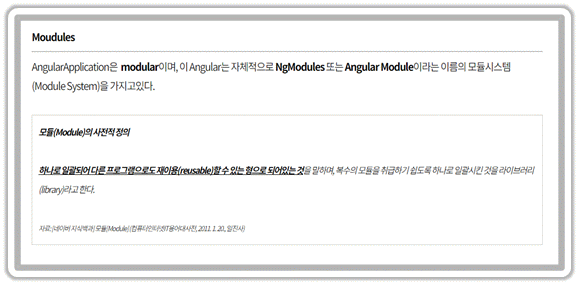 Moudules
AngularApplication은 modular이며, 이 Angular는 자체적으로 NgModules 또는 Angular Module이라는 이름의 모듈시스템
(Module System)을 가지고있다.
모듈(Module)의 사전적 정의
하나로 일괄되어 다른 프로그램으로도 재이용(reusable)할 수 있는 형으로 되어있는 것을 말하며, 복수의 모듈을 취급하기 쉽도록 하나로 일괄시킨 것을 라이브러리
(library)라고 한다.
자료: [네이버 지식백과] 모듈[Module] (컴퓨터인터넷IT용어대사전, 2011. 1. 20., 일진사)